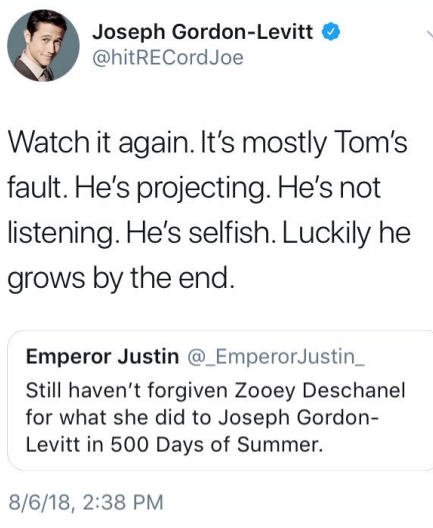 Joseph Gordon-Levitt
@hitRECordJoe
Watch it again. It's mostly Tom's
fault. He's projecting. He's not
listening. He's selfish. Luckily he
grows by the end.
Emperor Justin @_EmperorJustin_
Still haven't forgiven Zooey Deschanel
for what she did to Joseph Gordon-
Levitt in 500 Days of Summer.
8/6/18, 2:38 PM